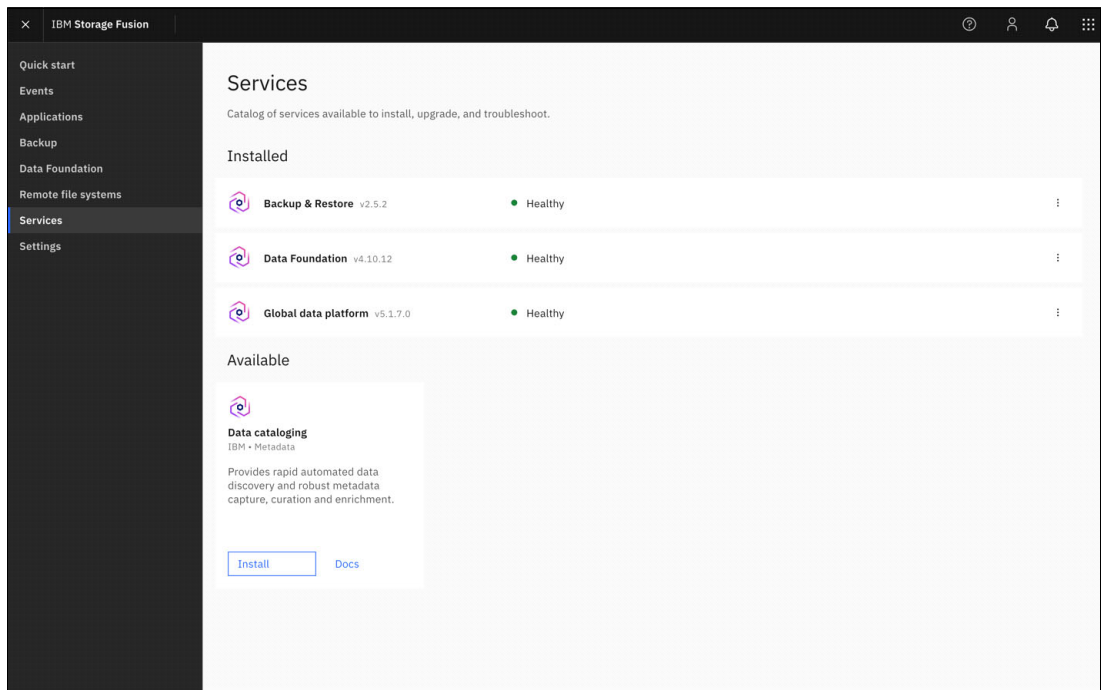 IBM Storage Fusion
Quick start
Events
Applications
Backup
Data Foundation
Remote file systems
Services
Settings
Services
Catalog of services available to install, upgrade, and troubleshoot.
Installed
Backup & Restore v2.5.2 Healthy
Data Foundation v4.10.12 Healthy
Global data platform v5.1.7.0 Healthy
Available
Data cataloging
IBM • Metadata
Provides rapid automated data
discovery and robust metadata
capture, curation and enrichment.
Install Docs